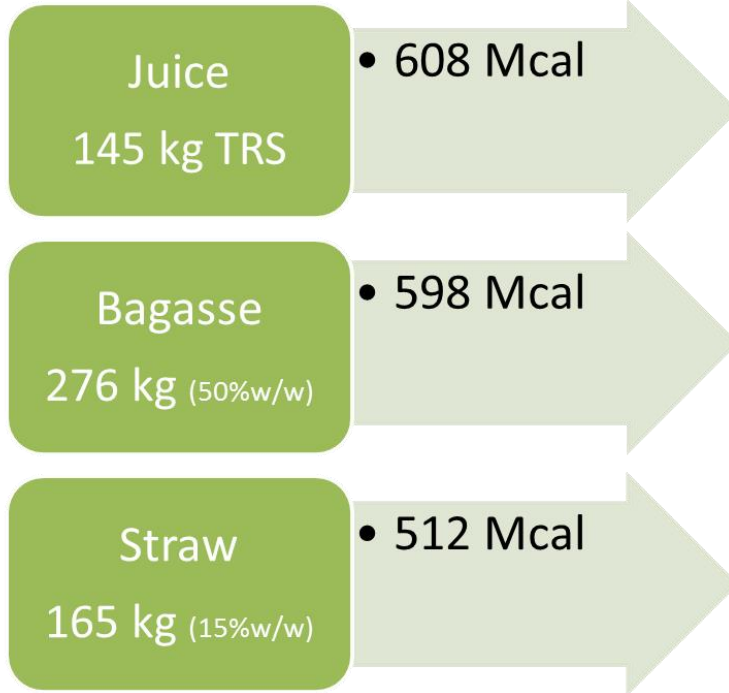 Juice
145 kg TRS
• 608 Mcal
Bagasse
276 kg (50%w/w)
• 598 Mcal
Straw
165 kg (15%w/w)
• 512 Mcal